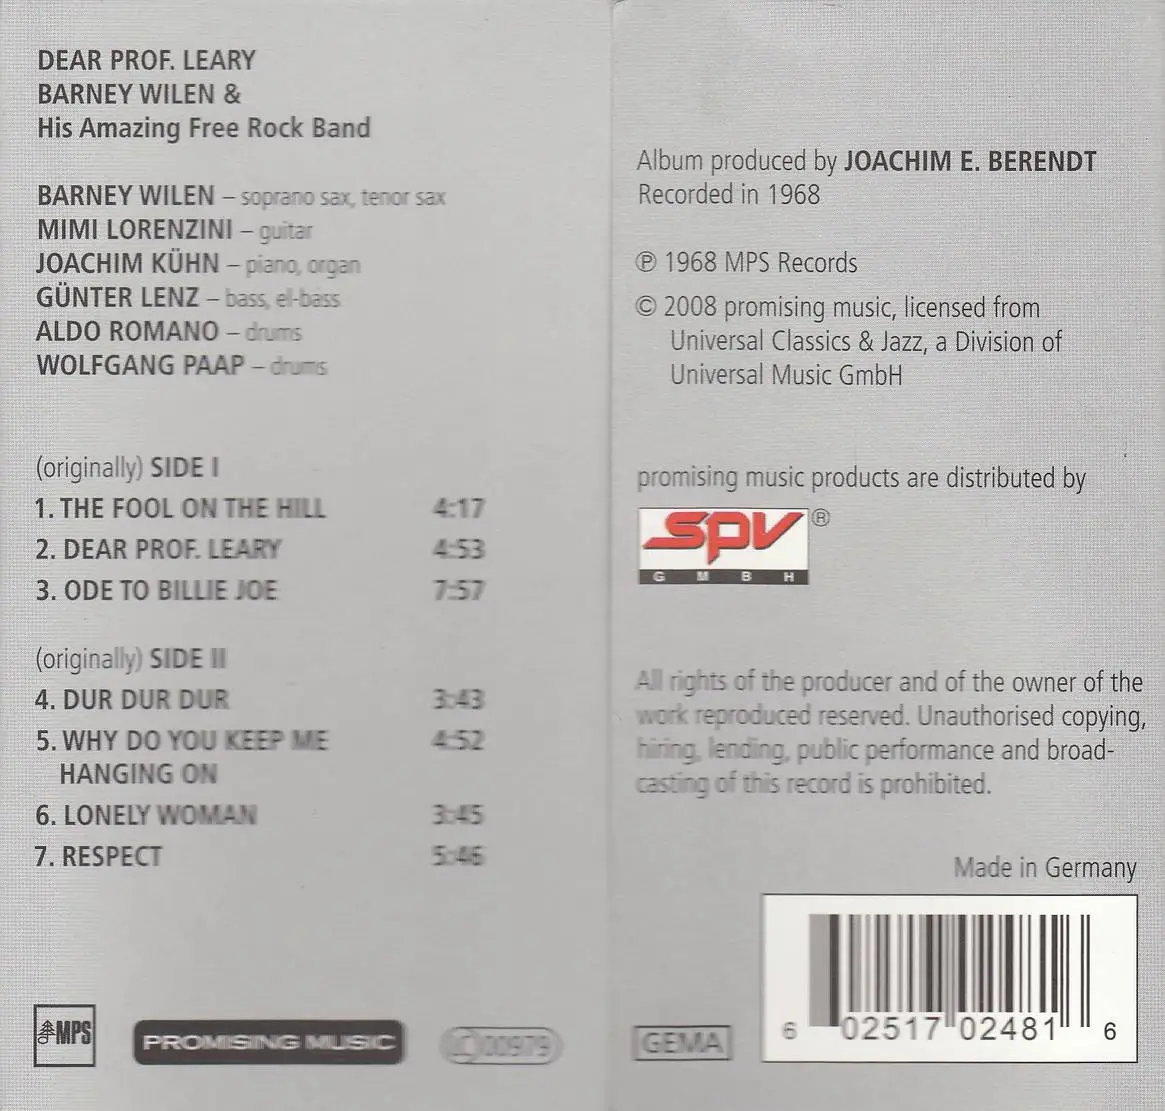 DEAR PROF. LEARY
BARNEY WILEN &
His Amazing Free Rock Band
BARNEY WILEN – soprano sax, tenor sax
MIMI LORENZINI – guitar
JOACHIM KÜHN – piano, organ
GÜNTER LENZ – bass, el-bass
ALDO ROMANO – drums
WOLFGANG PAAP – drums
(originally) SIDE I
1. THE FOOL ON THE HILL 4:17
2. DEAR PROF. LEARY 4:53
3. ODE TO BILLIE JOE 7:57
(originally) SIDE II
4. DUR DUR DUR 3:43
5. WHY DO YOU KEEP ME 4:52
HANGING ON
6. LONELY WOMAN 3:45
7. RESPECT 5:46
MPS
PROMISING MUSIC
LC 00979
Album produced by JOACHIM E. BERENDT
Recorded in 1968
℗ 1968 MPS Records
© 2008 promising music, licensed from
Universal Classics & Jazz, a Division of
Universal Music GmbH
promising music products are distributed by
spv®
GMBH
All rights of the producer and of the owner of the
work reproduced reserved. Unauthorised copying,
hiring, lending, public performance and broad-
casting of this record is prohibited.
Made in Germany
GEMA
6 02517 02481 6